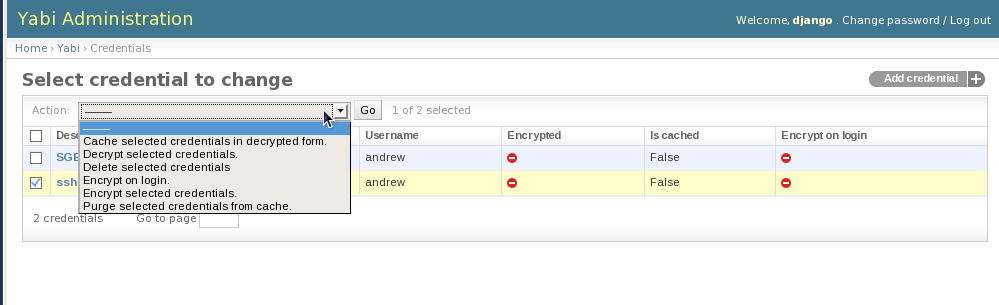 Yabi Administration
Welcome, django . Change password / Log out
Home › Yabi › Credentials
Select credential to change
Add credential
Action: ——— Go 1 of 2 selected
———
Cache selected credentials in decrypted form.
Decrypt selected credentials.
Delete selected credentials
Encrypt on login.
Encrypt selected credentials.
Purge selected credentials from cache.
Username Encrypted Is cached Encrypt on login
andrew False
ssh andrew False
2 credentials Go to page